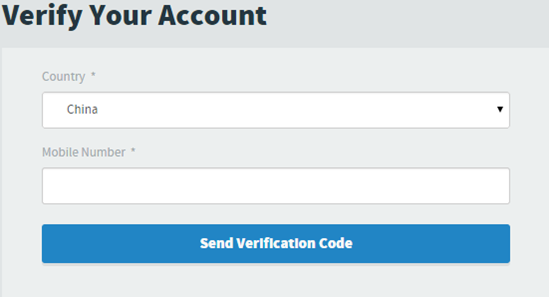 Verify Your Account
Country *
China
Mobile Number *
Send Verification Code